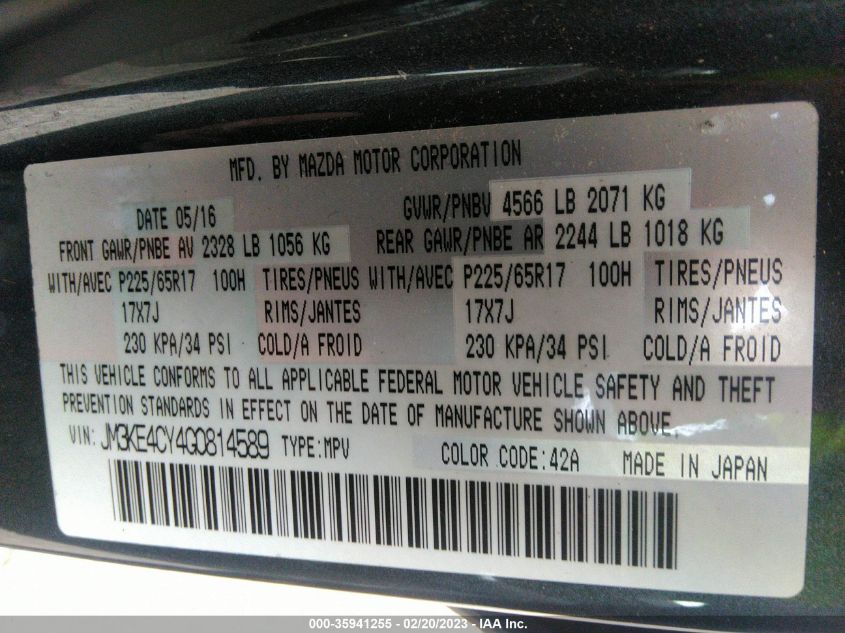 MFD. BY MAZDA MOTOR CORPORATION
DATE 05/16 GVWR/PNBV 4566 LB 2071 KG
FRONT GAWR/PNBE AV 2328 LB 1056 KG REAR GAWR/PNBE AR 2244 LB 1018 KG
WITH/AVEC P225/65R17 100H TIRES/PNEUS WITH/AVEC P225/65R17 100H TIRES/PNEUS
17X7J RIMS/JANTES 17X7J RIMS/JANTES
230 KPA/34 PSI COLD/A FROID 230 KPA/34 PSI COLD/A FROID
THIS VEHICLE CONFORMS TO ALL APPLICABLE FEDERAL MOTOR VEHICLE SAFETY AND THEFT
PREVENTION STANDARDS IN EFFECT ON THE DATE OF MANUFACTURE SHOWN ABOVE.
VIN: JM3KE4CY4G0814589 TYPE:MPV COLOR CODE:42A MADE IN JAPAN
000-35941255 - 02/20/2023 - IAA Inc.